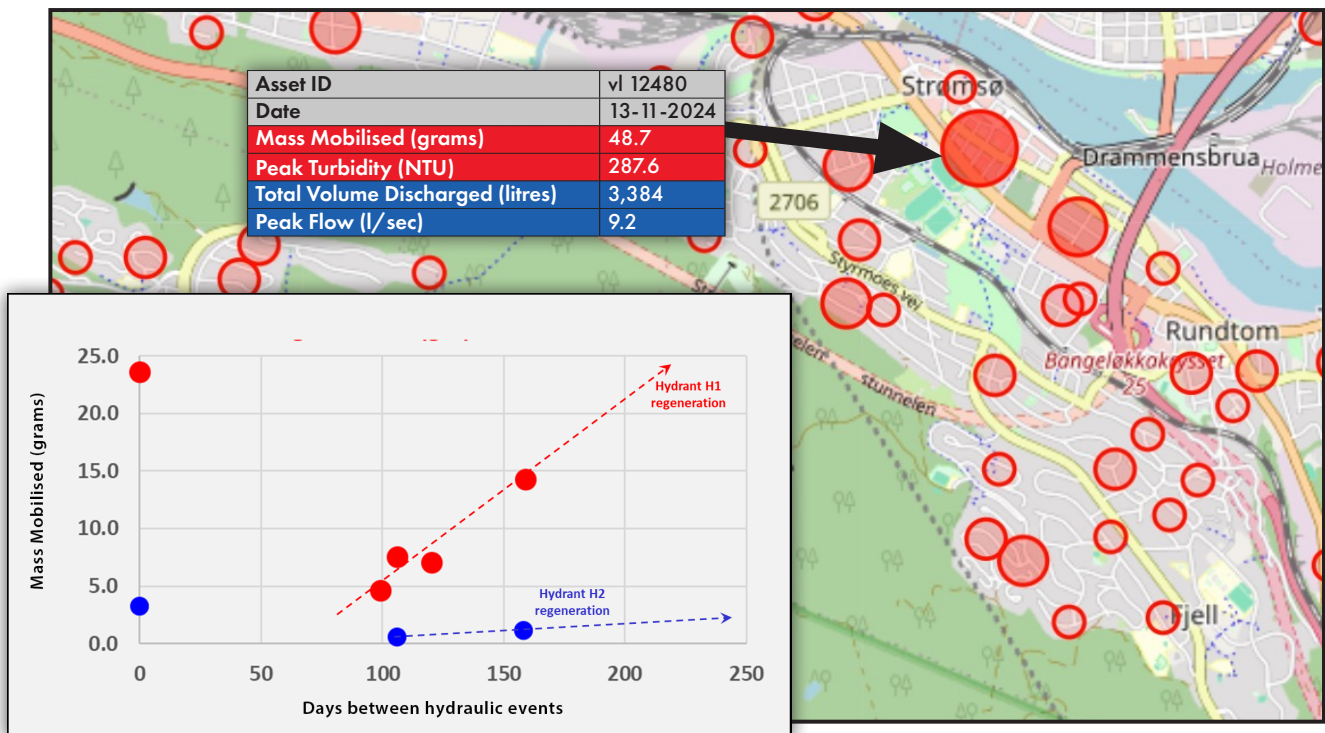 Strømsø
Asset ID vl 12480
Date 13-11-2024
Mass Mobilised (grams) 48.7
Peak Turbidity (NTU) 287.6
Total Volume Discharged (litres) 3,384
Peak Flow (l/sec) 9.2
Drammensbrua
Holme
2706
Styrmoes vej
Rundtom
Bangeløkkakrysset
25
stunnelen
Fjell
25.0
20.0
15.0
10.0
5.0
0.0
Mass Mobilised (grams)
Hydrant H1
regeneration
Hydrant H2
regeneration
0 50 100 150 200 250
Days between hydraulic events